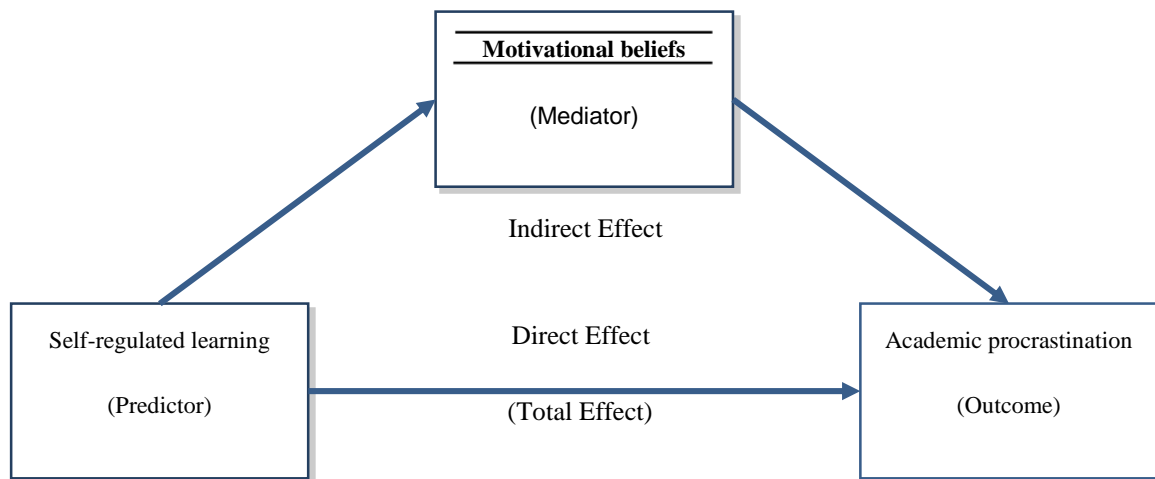 Motivational beliefs
(Mediator)
Indirect Effect
Self-regulated learning
(Predictor)
Direct Effect
(Total Effect)
Academic procrastination
(Outcome)